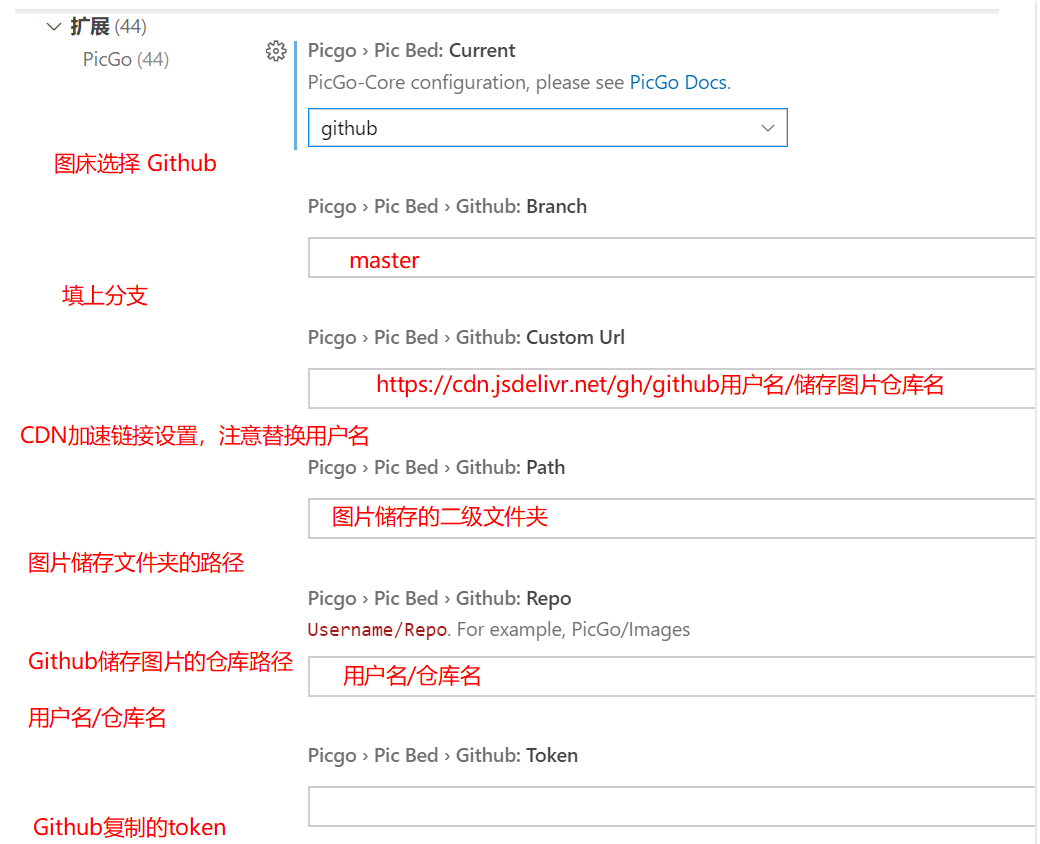 扩展 (44)
PicGo (44)
Picgo › Pic Bed: Current
PicGo-Core configuration, please see PicGo Docs.
github
图床选择 Github
Picgo › Pic Bed › Github: Branch
master
填上分支
Picgo › Pic Bed › Github: Custom Url
https://cdn.jsdelivr.net/gh/github用户名/储存图片仓库名
CDN加速链接设置，注意替换用户名
Picgo › Pic Bed › Github: Path
图片储存的二级文件夹
图片储存文件夹的路径
Picgo › Pic Bed › Github: Repo
Username/Repo. For example, PicGo/Images
Github储存图片的仓库路径
用户名/仓库名
用户名/仓库名
Picgo › Pic Bed › Github: Token
Github复制的token